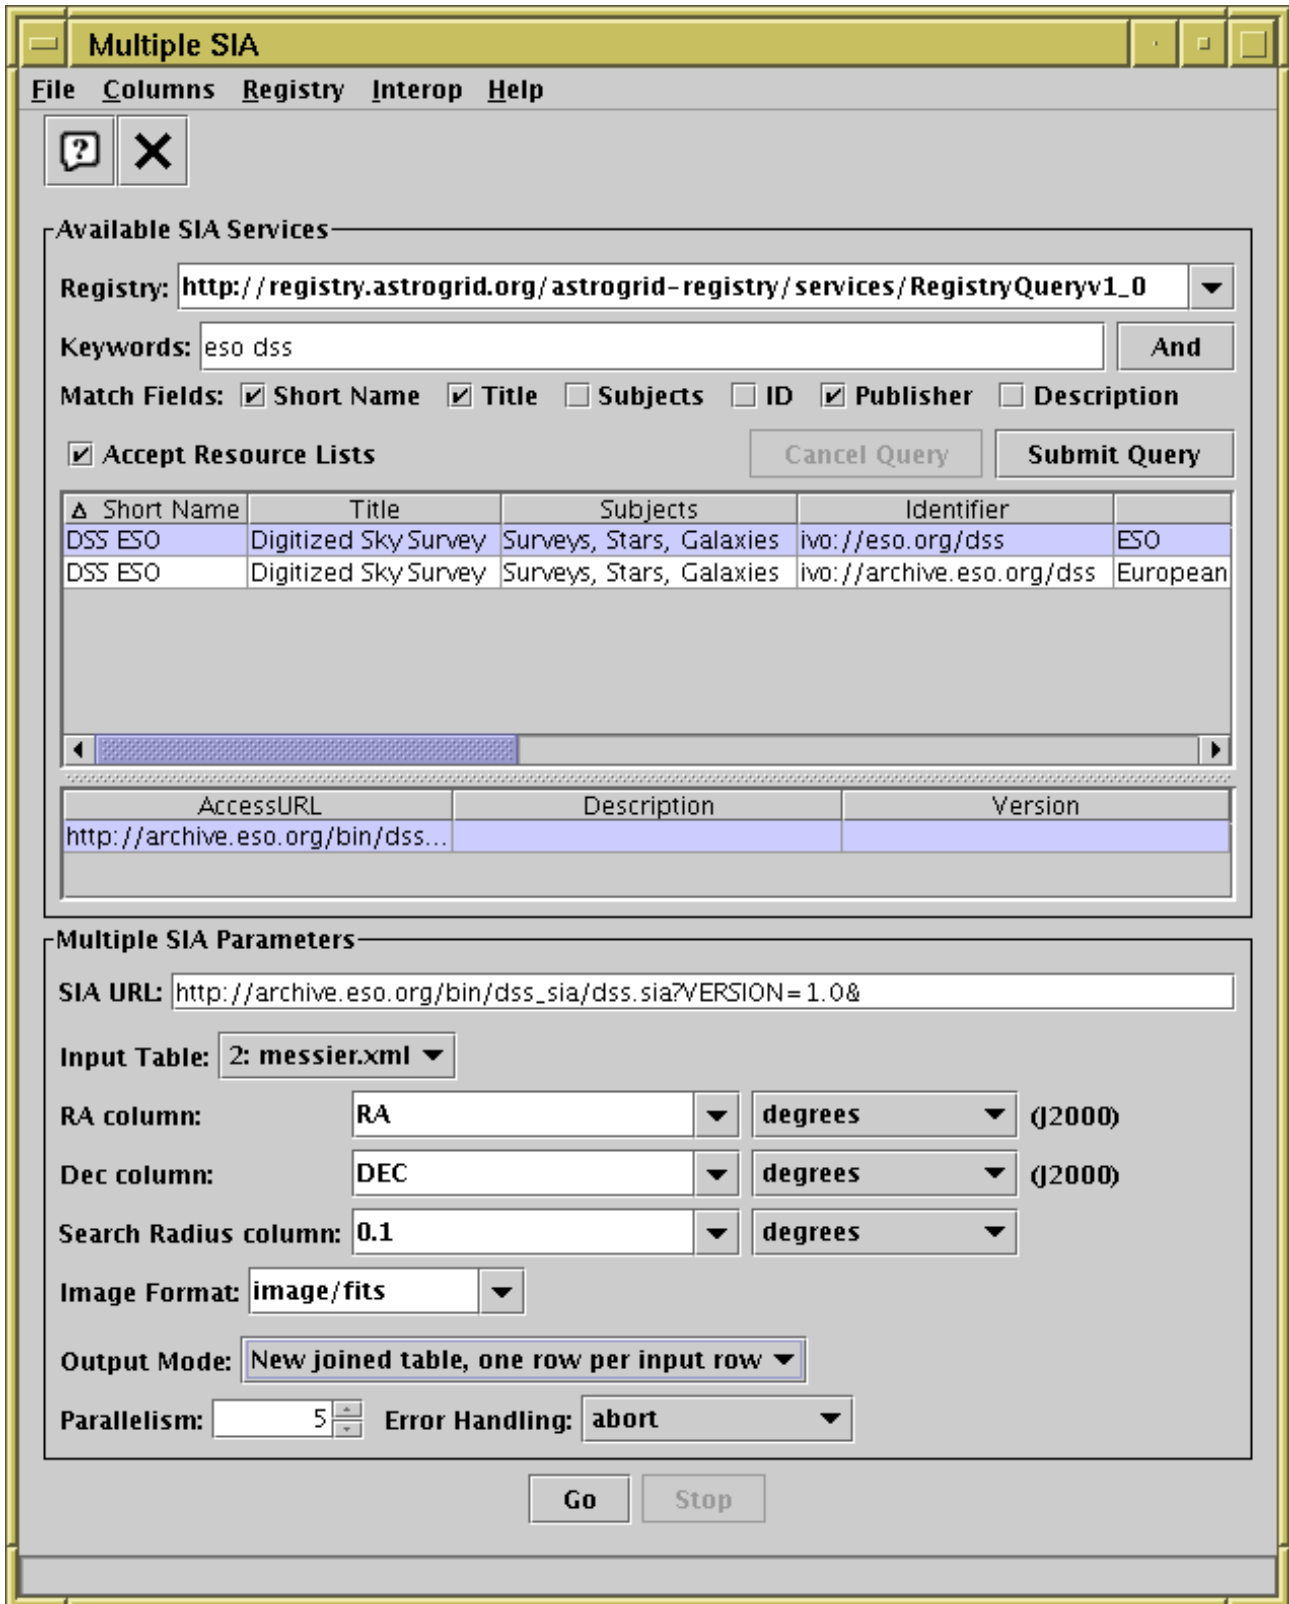 Multiple SIA
File Columns Registry Interop Help
Available SIA Services
Registry: http://registry.astrogrid.org/astrogrid-registry/services/RegistryQueryv1_0
Keywords: eso dss And
Match Fields: Short Name Title Subjects ID Publisher Description
Accept Resource Lists Cancel Query Submit Query
Short Name Title Subjects Identifier
DSS ESO Digitized Sky Survey Surveys, Stars, Galaxies ivo://eso.org/dss ESO
DSS ESO Digitized Sky Survey Surveys, Stars, Galaxies ivo://archive.eso.org/dss European
AccessURL Description Version
http://archive.eso.org/bin/dss...
Multiple SIA Parameters
SIA URL: http://archive.eso.org/bin/dss_sia/dss.sia?VERSION=1.0&
Input Table: 2: messier.xml
RA column: RA degrees (J2000)
Dec column: DEC degrees (J2000)
Search Radius column: 0.1 degrees
Image Format: image/fits
Output Mode: New joined table, one row per input row
Parallelism: 5 Error Handling: abort
Go Stop